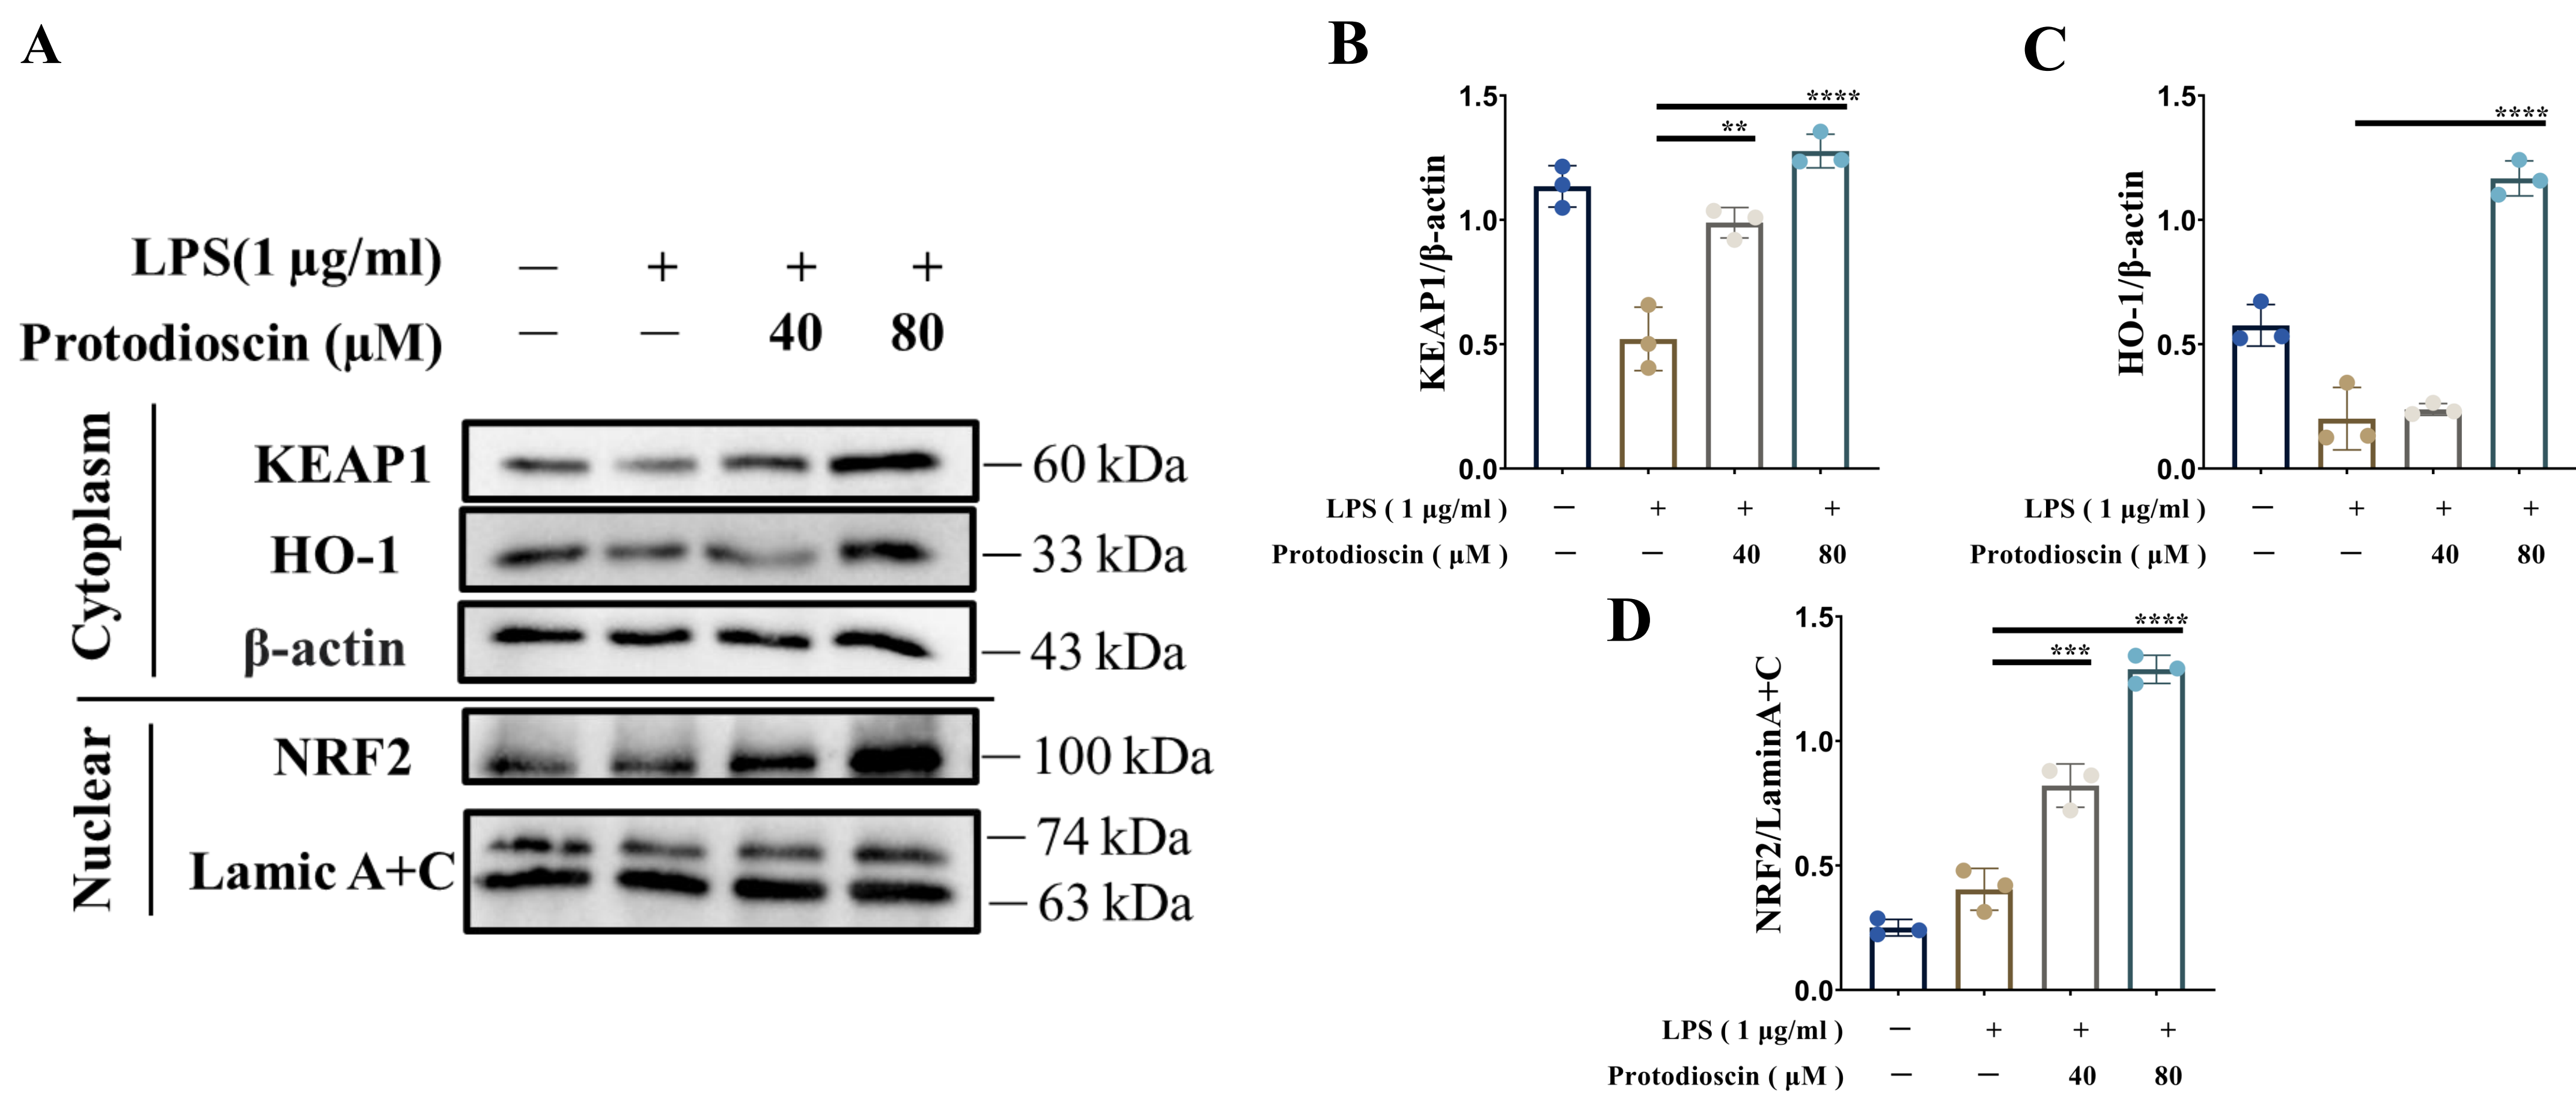 A
LPS(1 μg/ml) — + + +
Protodioscin (μM) — — 40 80
Cytoplasm
KEAP1 — 60 kDa
HO-1 — 33 kDa
β-actin — 43 kDa
Nuclear
NRF2 — 100 kDa
Lamic A+C — 74 kDa
— 63 kDa
B
KEAP1/β-actin
1.5
1.0
0.5
0.0
****
**
LPS ( 1 μg/ml ) — + + +
Protodioscin ( μM ) — — 40 80
C
HO-1/β-actin
1.5
1.0
0.5
0.0
****
LPS ( 1 μg/ml ) — + + +
Protodioscin ( μM ) — — 40 80
D
NRF2/LaminA+C
1.5
1.0
0.5
0.0
****
***
LPS ( 1 μg/ml ) — + + +
Protodioscin ( μM ) — — 40 80